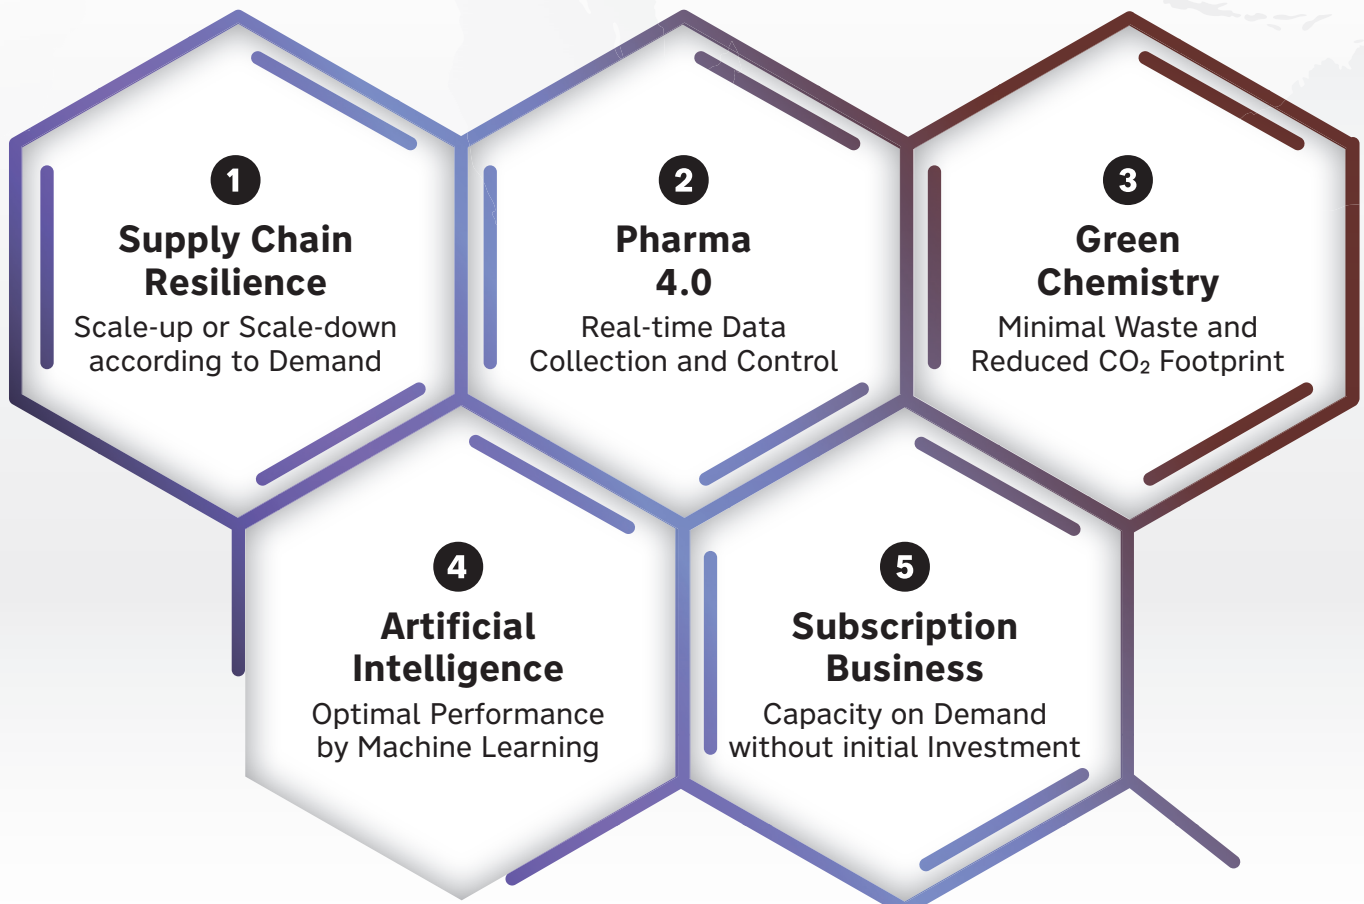 1
Supply Chain
Resilience
Scale-up or Scale-down
according to Demand
2
Pharma
4.0
Real-time Data
Collection and Control
3
Green
Chemistry
Minimal Waste and
Reduced CO₂ Footprint
4
Artificial
Intelligence
Optimal Performance
by Machine Learning
5
Subscription
Business
Capacity on Demand
without initial Investment